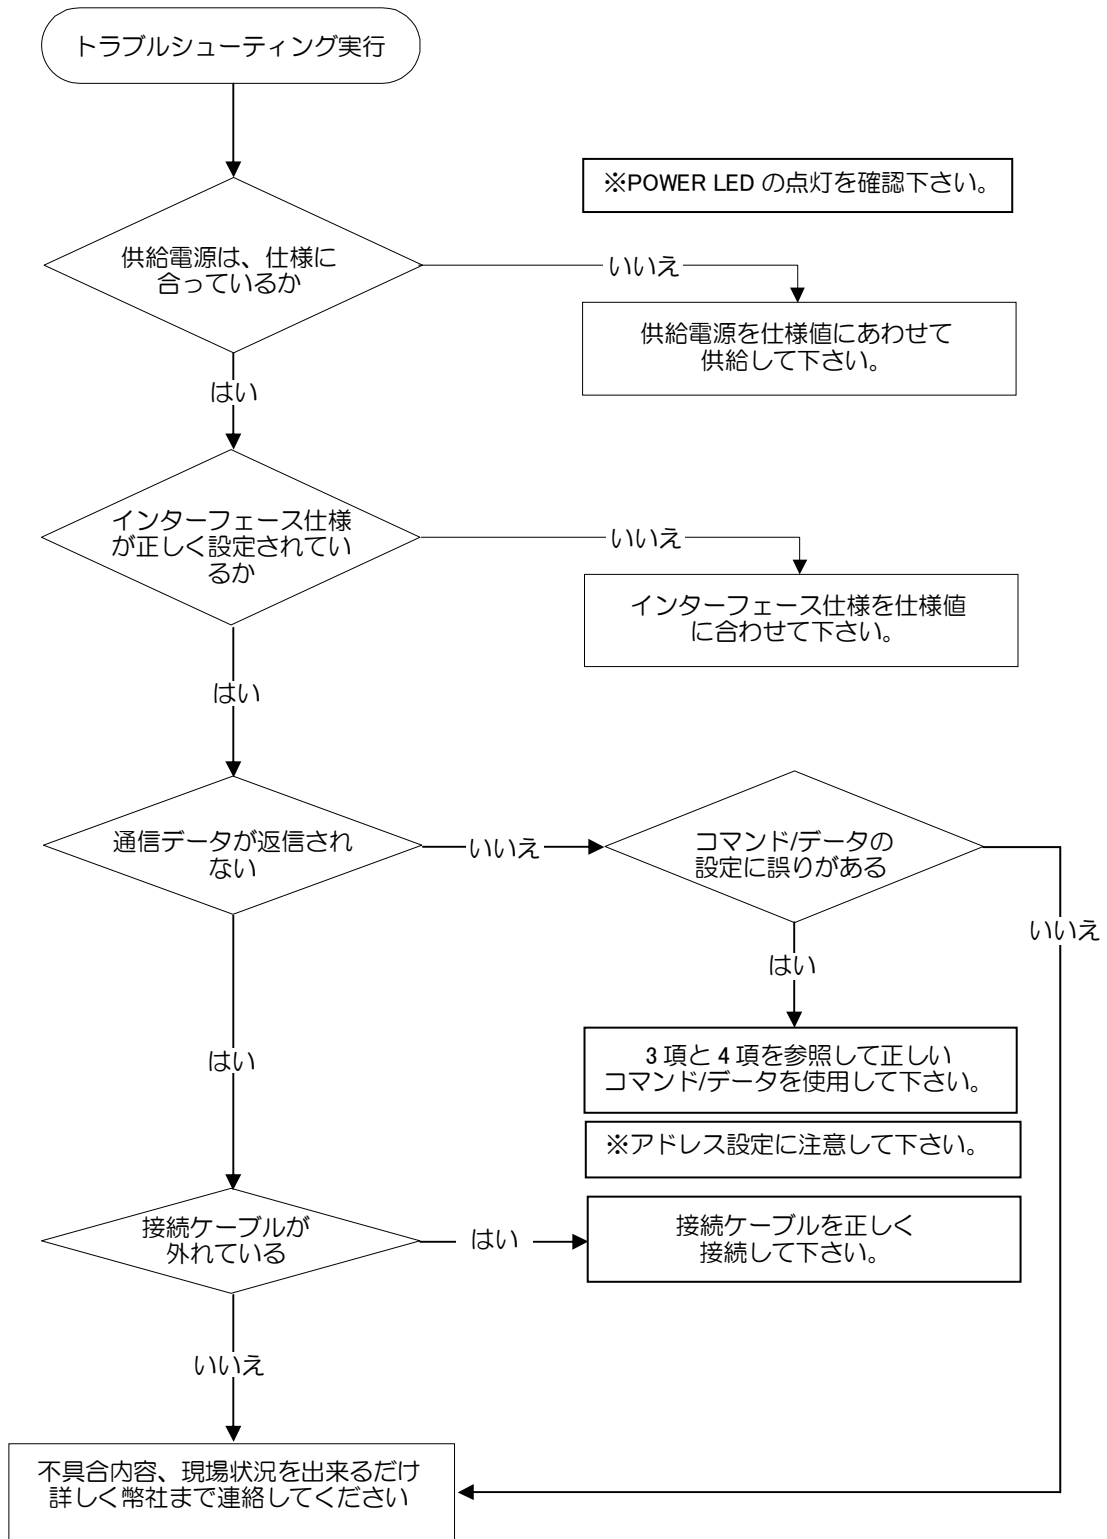 トラブルシューティング実行
※POWER LED の点灯を確認下さい。
供給電源は、仕様に
合っているか
いいえ
供給電源を仕様値にあわせて
供給して下さい。
はい
インターフェース仕様
が正しく設定されてい
るか
いいえ
インターフェース仕様を仕様値
に合わせて下さい。
はい
通信データが返信され
ない
いいえ
コマンド/データの
設定に誤りがある
いいえ
はい
3 項と 4 項を参照して正しい
コマンド/データを使用して下さい。
※アドレス設定に注意して下さい。
はい
接続ケーブルが
外れている
はい
接続ケーブルを正しく
接続して下さい。
いいえ
不具合内容、現場状況を出来るだけ
詳しく幣社まで連絡してください